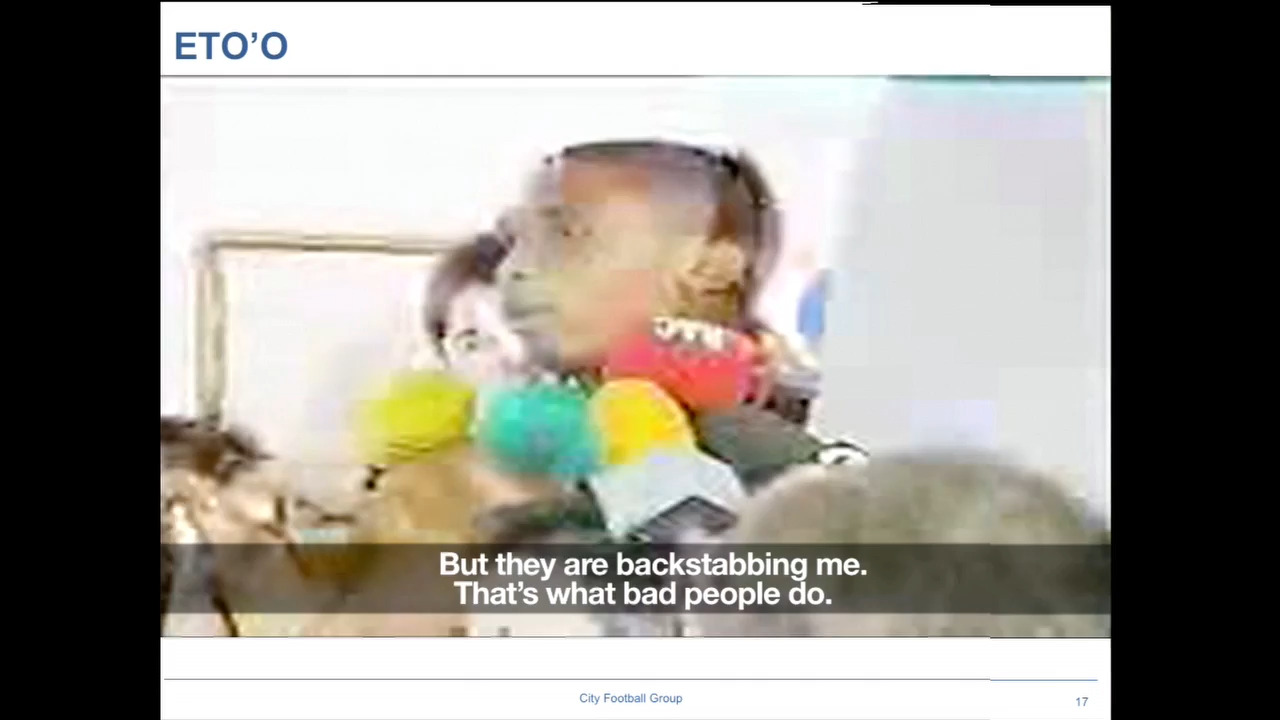 ETO’O
But they are backstabbing me.
That’s what bad people do.
City Football Group
17